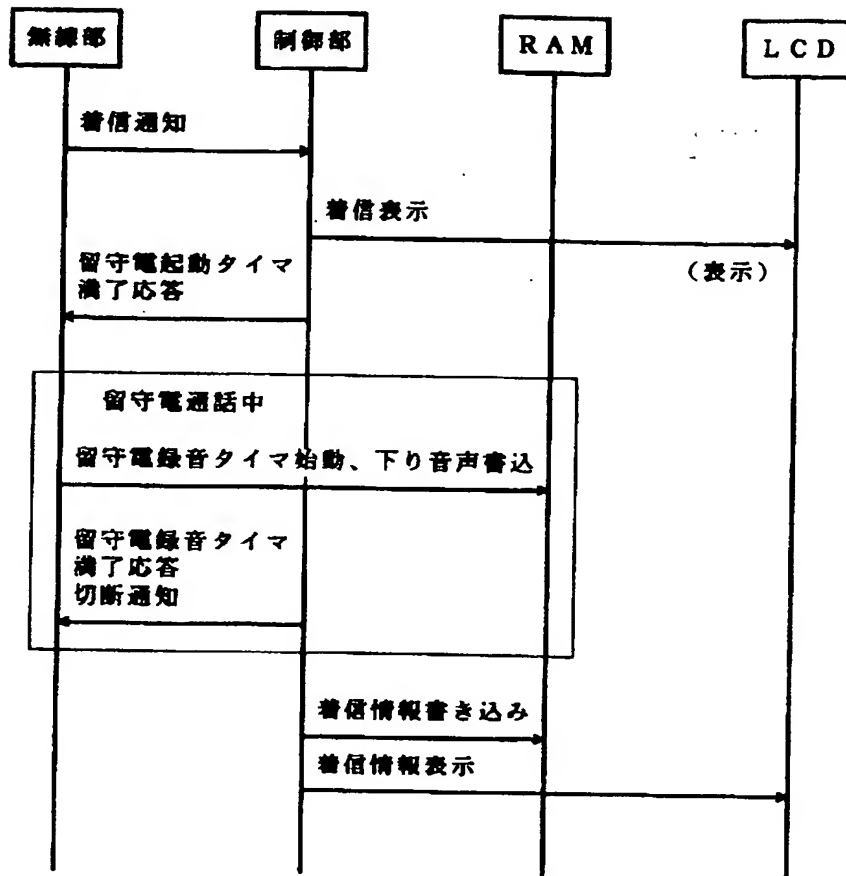 無線部
制御部
RAM
LCD
着信通知
着信表示
(表示)
留守電起動タイマ
満了応答
留守電通話中
留守電録音タイマ始動、下り音声書込
留守電録音タイマ
満了応答
切断通知
着信情報書き込み
着信情報表示